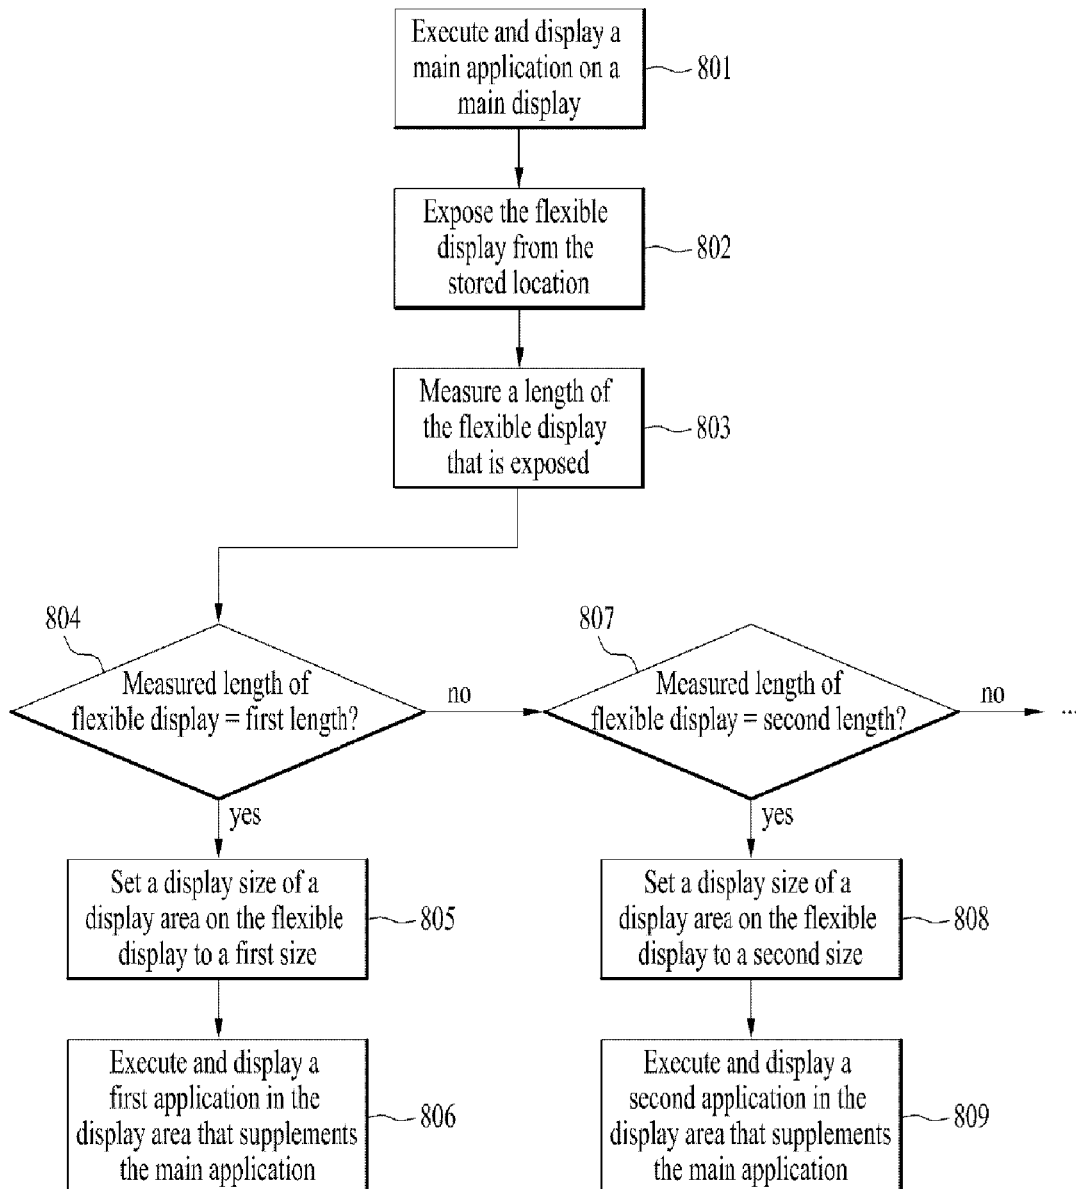 Execute and display a
main application on a
main display
801
Expose the flexible
display from the
stored location
802
Measure a length of
the flexible display
that is exposed
803
804
Measured length of
flexible display = first length?
no
yes
807
Measured length of
flexible display = second length?
no
...
yes
Set a display size of a
display area on the flexible
display to a first size
805
Set a display size of a
display area on the flexible
display to a second size
808
Execute and display a
first application in the
display area that supplements
the main application
806
Execute and display a
second application in the
display area that supplements
the main application
809